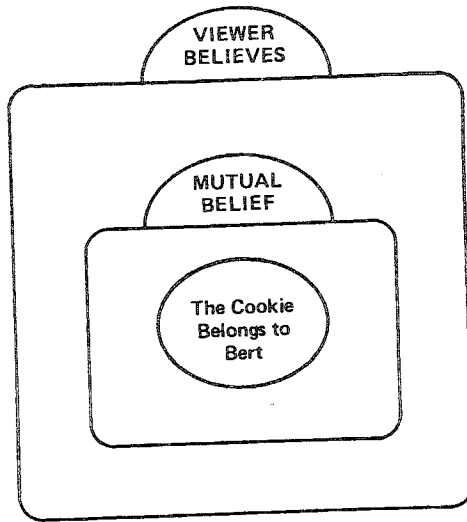 VIEWER
BELIEVES
MUTUAL
BELIEF
The Cookie
Belongs to
Bert